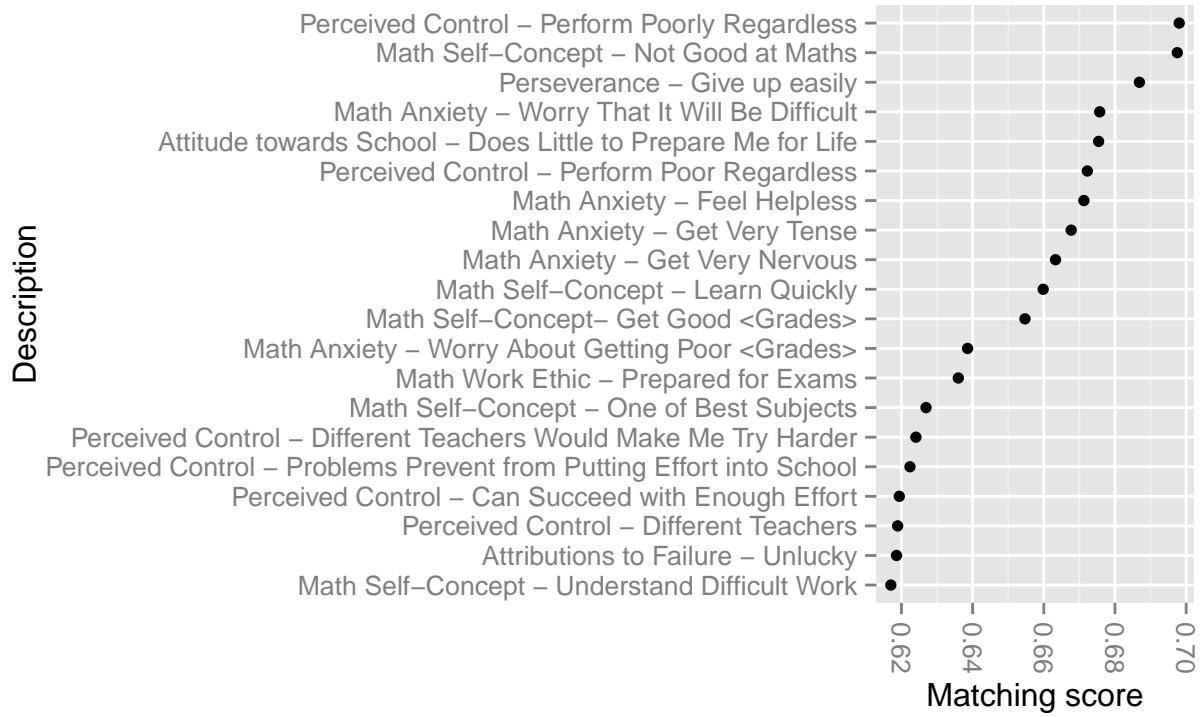 Perceived Control − Perform Poorly Regardless
Math Self−Concept − Not Good at Maths
Perseverance − Give up easily
Math Anxiety − Worry That It Will Be Difficult
Attitude towards School − Does Little to Prepare Me for Life
Perceived Control − Perform Poor Regardless
Math Anxiety − Feel Helpless
Math Anxiety − Get Very Tense
Math Anxiety − Get Very Nervous
Math Self−Concept − Learn Quickly
Math Self−Concept− Get Good <Grades>
Math Anxiety − Worry About Getting Poor <Grades>
Math Work Ethic − Prepared for Exams
Math Self−Concept − One of Best Subjects
Perceived Control − Different Teachers Would Make Me Try Harder
Perceived Control − Problems Prevent from Putting Effort into School
Perceived Control − Can Succeed with Enough Effort
Perceived Control − Different Teachers
Attributions to Failure − Unlucky
Math Self−Concept − Understand Difficult Work
Description
0.62
0.64
0.66
0.68
0.70
Matching score